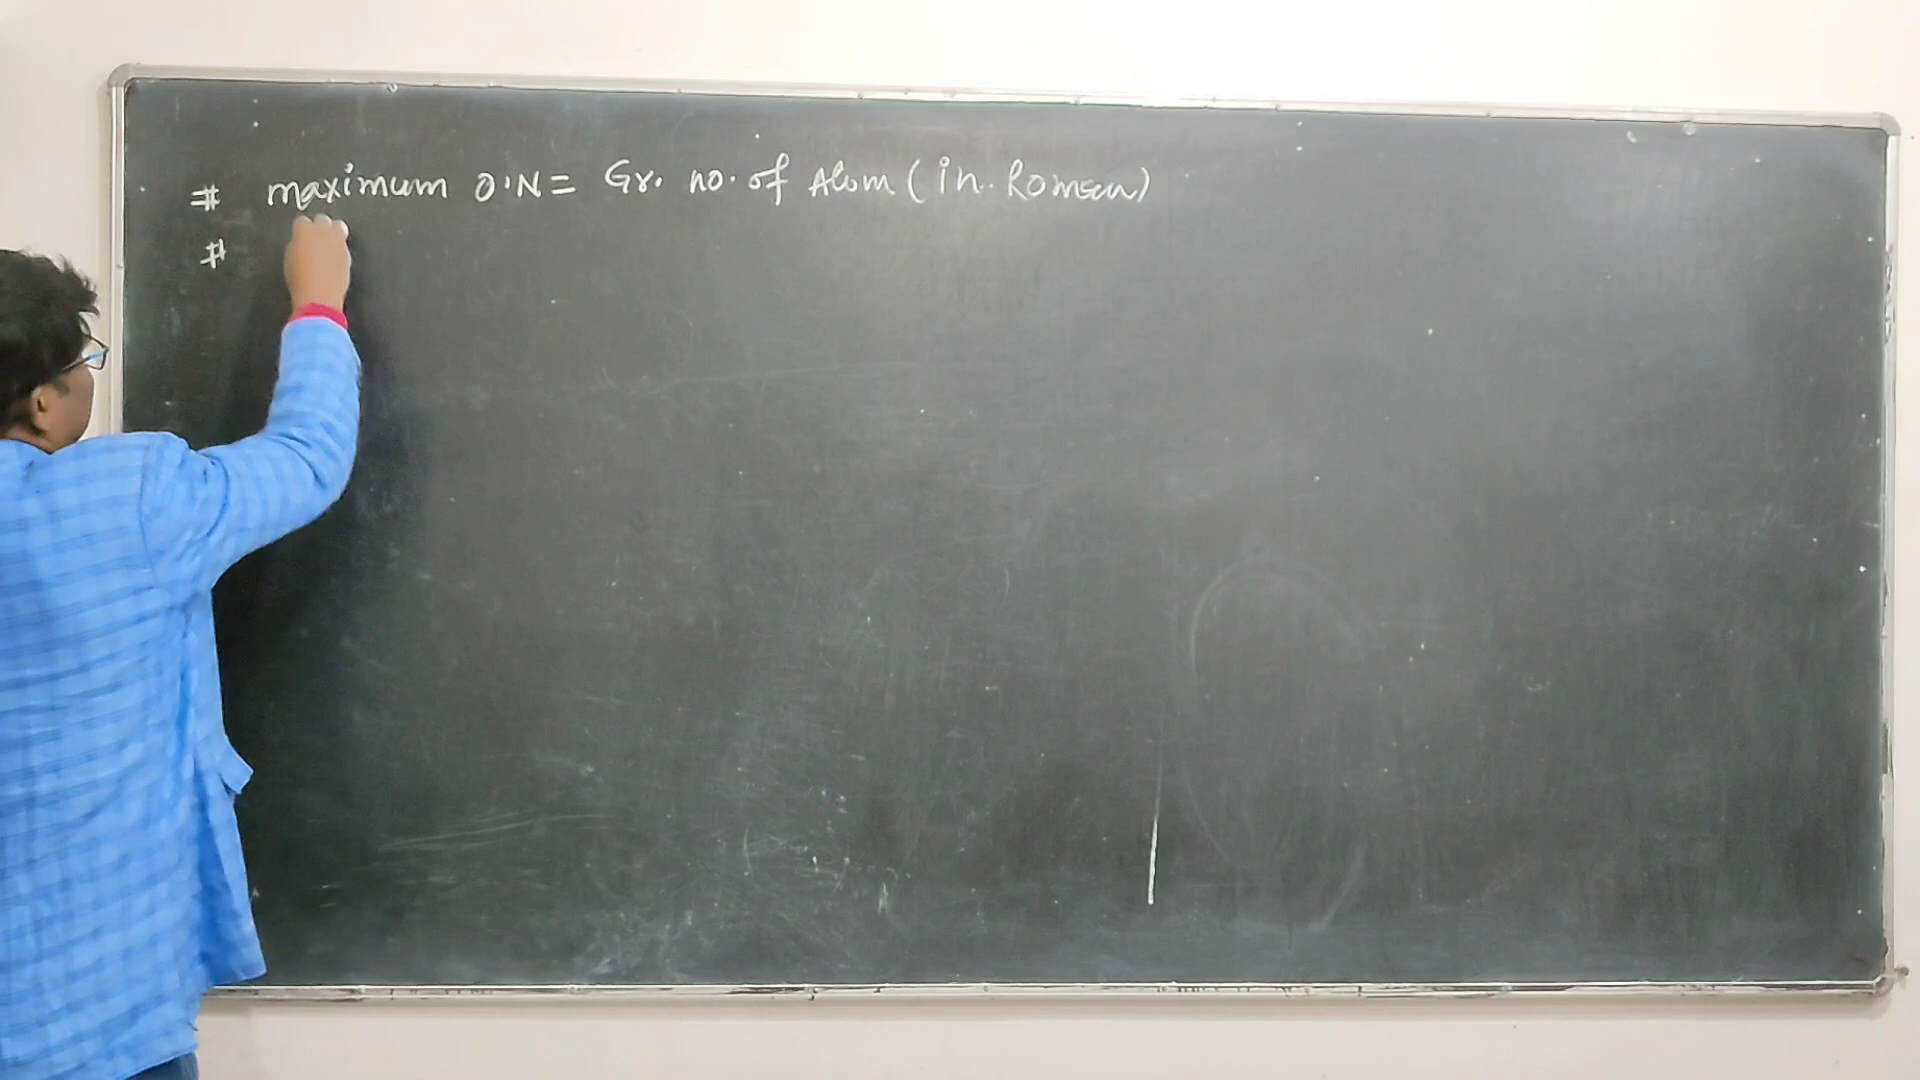 # maximum O.N = Gr. no. of Atom (in. Roman)
#